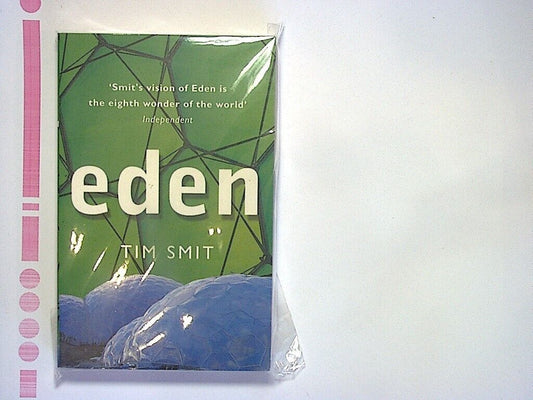 'Smit's vision of Eden is
the eighth wonder of the world'
Independent
eden
TIM SMIT